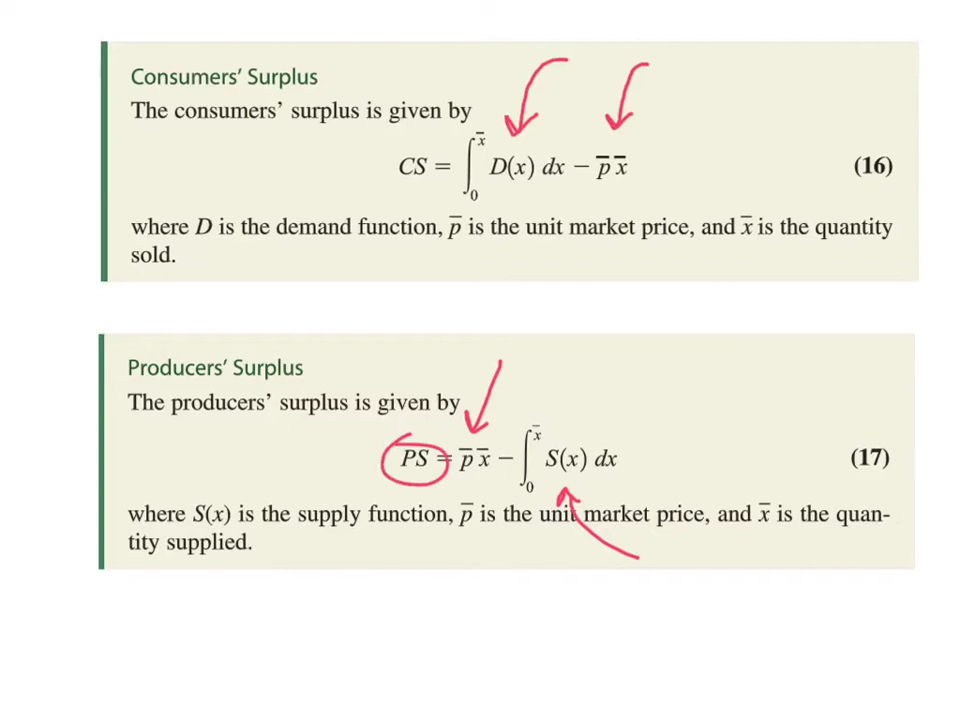 Consumers' Surplus
The consumers' surplus is given by
CS = ∫₀^x̄ D(x) dx − p̄ x̄ (16)
where D is the demand function, p̄ is the unit market price, and x̄ is the quantity
sold.
Producers' Surplus
The producers' surplus is given by
PS = p̄ x̄ − ∫₀^x̄ S(x) dx (17)
where S(x) is the supply function, p̄ is the unit market price, and x̄ is the quan-
tity supplied.